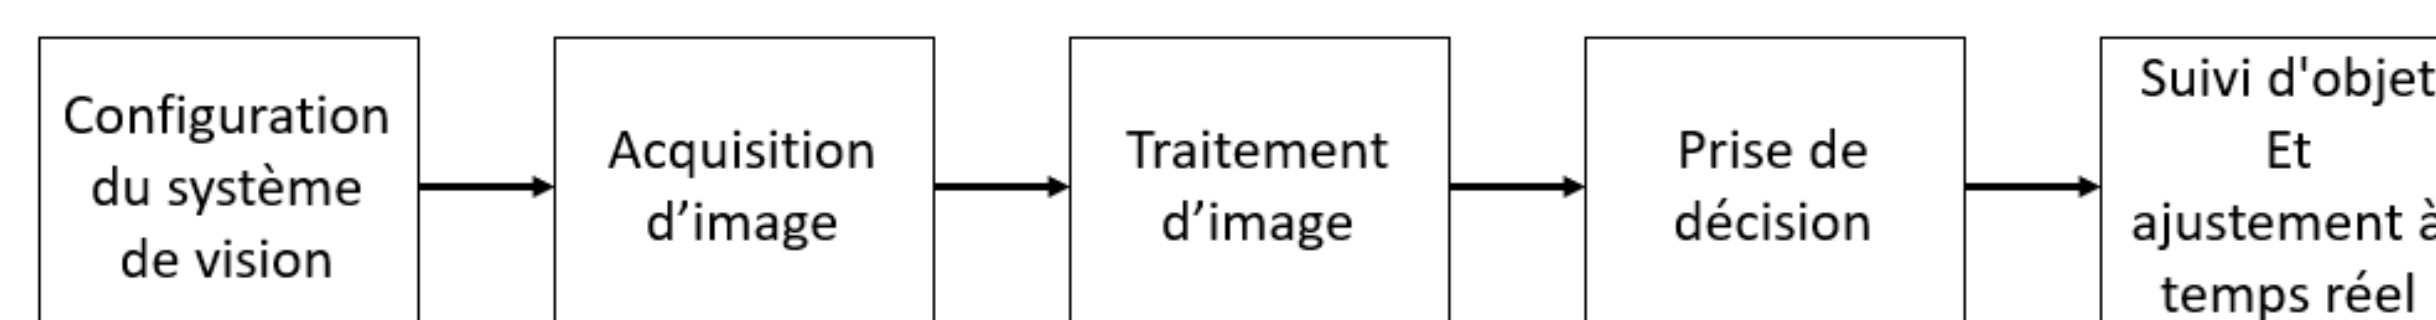 Configuration
du système
de vision
Acquisition
d’image
Traitement
d’image
Prise de
décision
Suivi d'objet
Et
ajustement à
temps réel